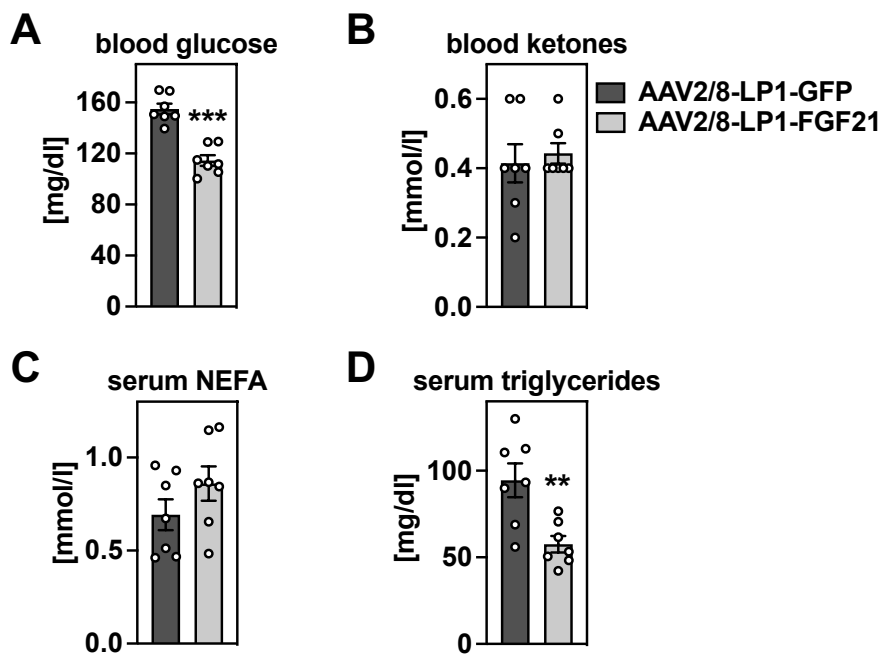 A
blood glucose
[mg/dl]
160
120
80
40
0
***
B
blood ketones
[mmol/l]
0.6
0.4
0.2
0.0
AAV2/8-LP1-GFP
AAV2/8-LP1-FGF21
C
serum NEFA
[mmol/l]
1.0
0.5
0.0
D
serum triglycerides
[mg/dl]
100
50
0
**